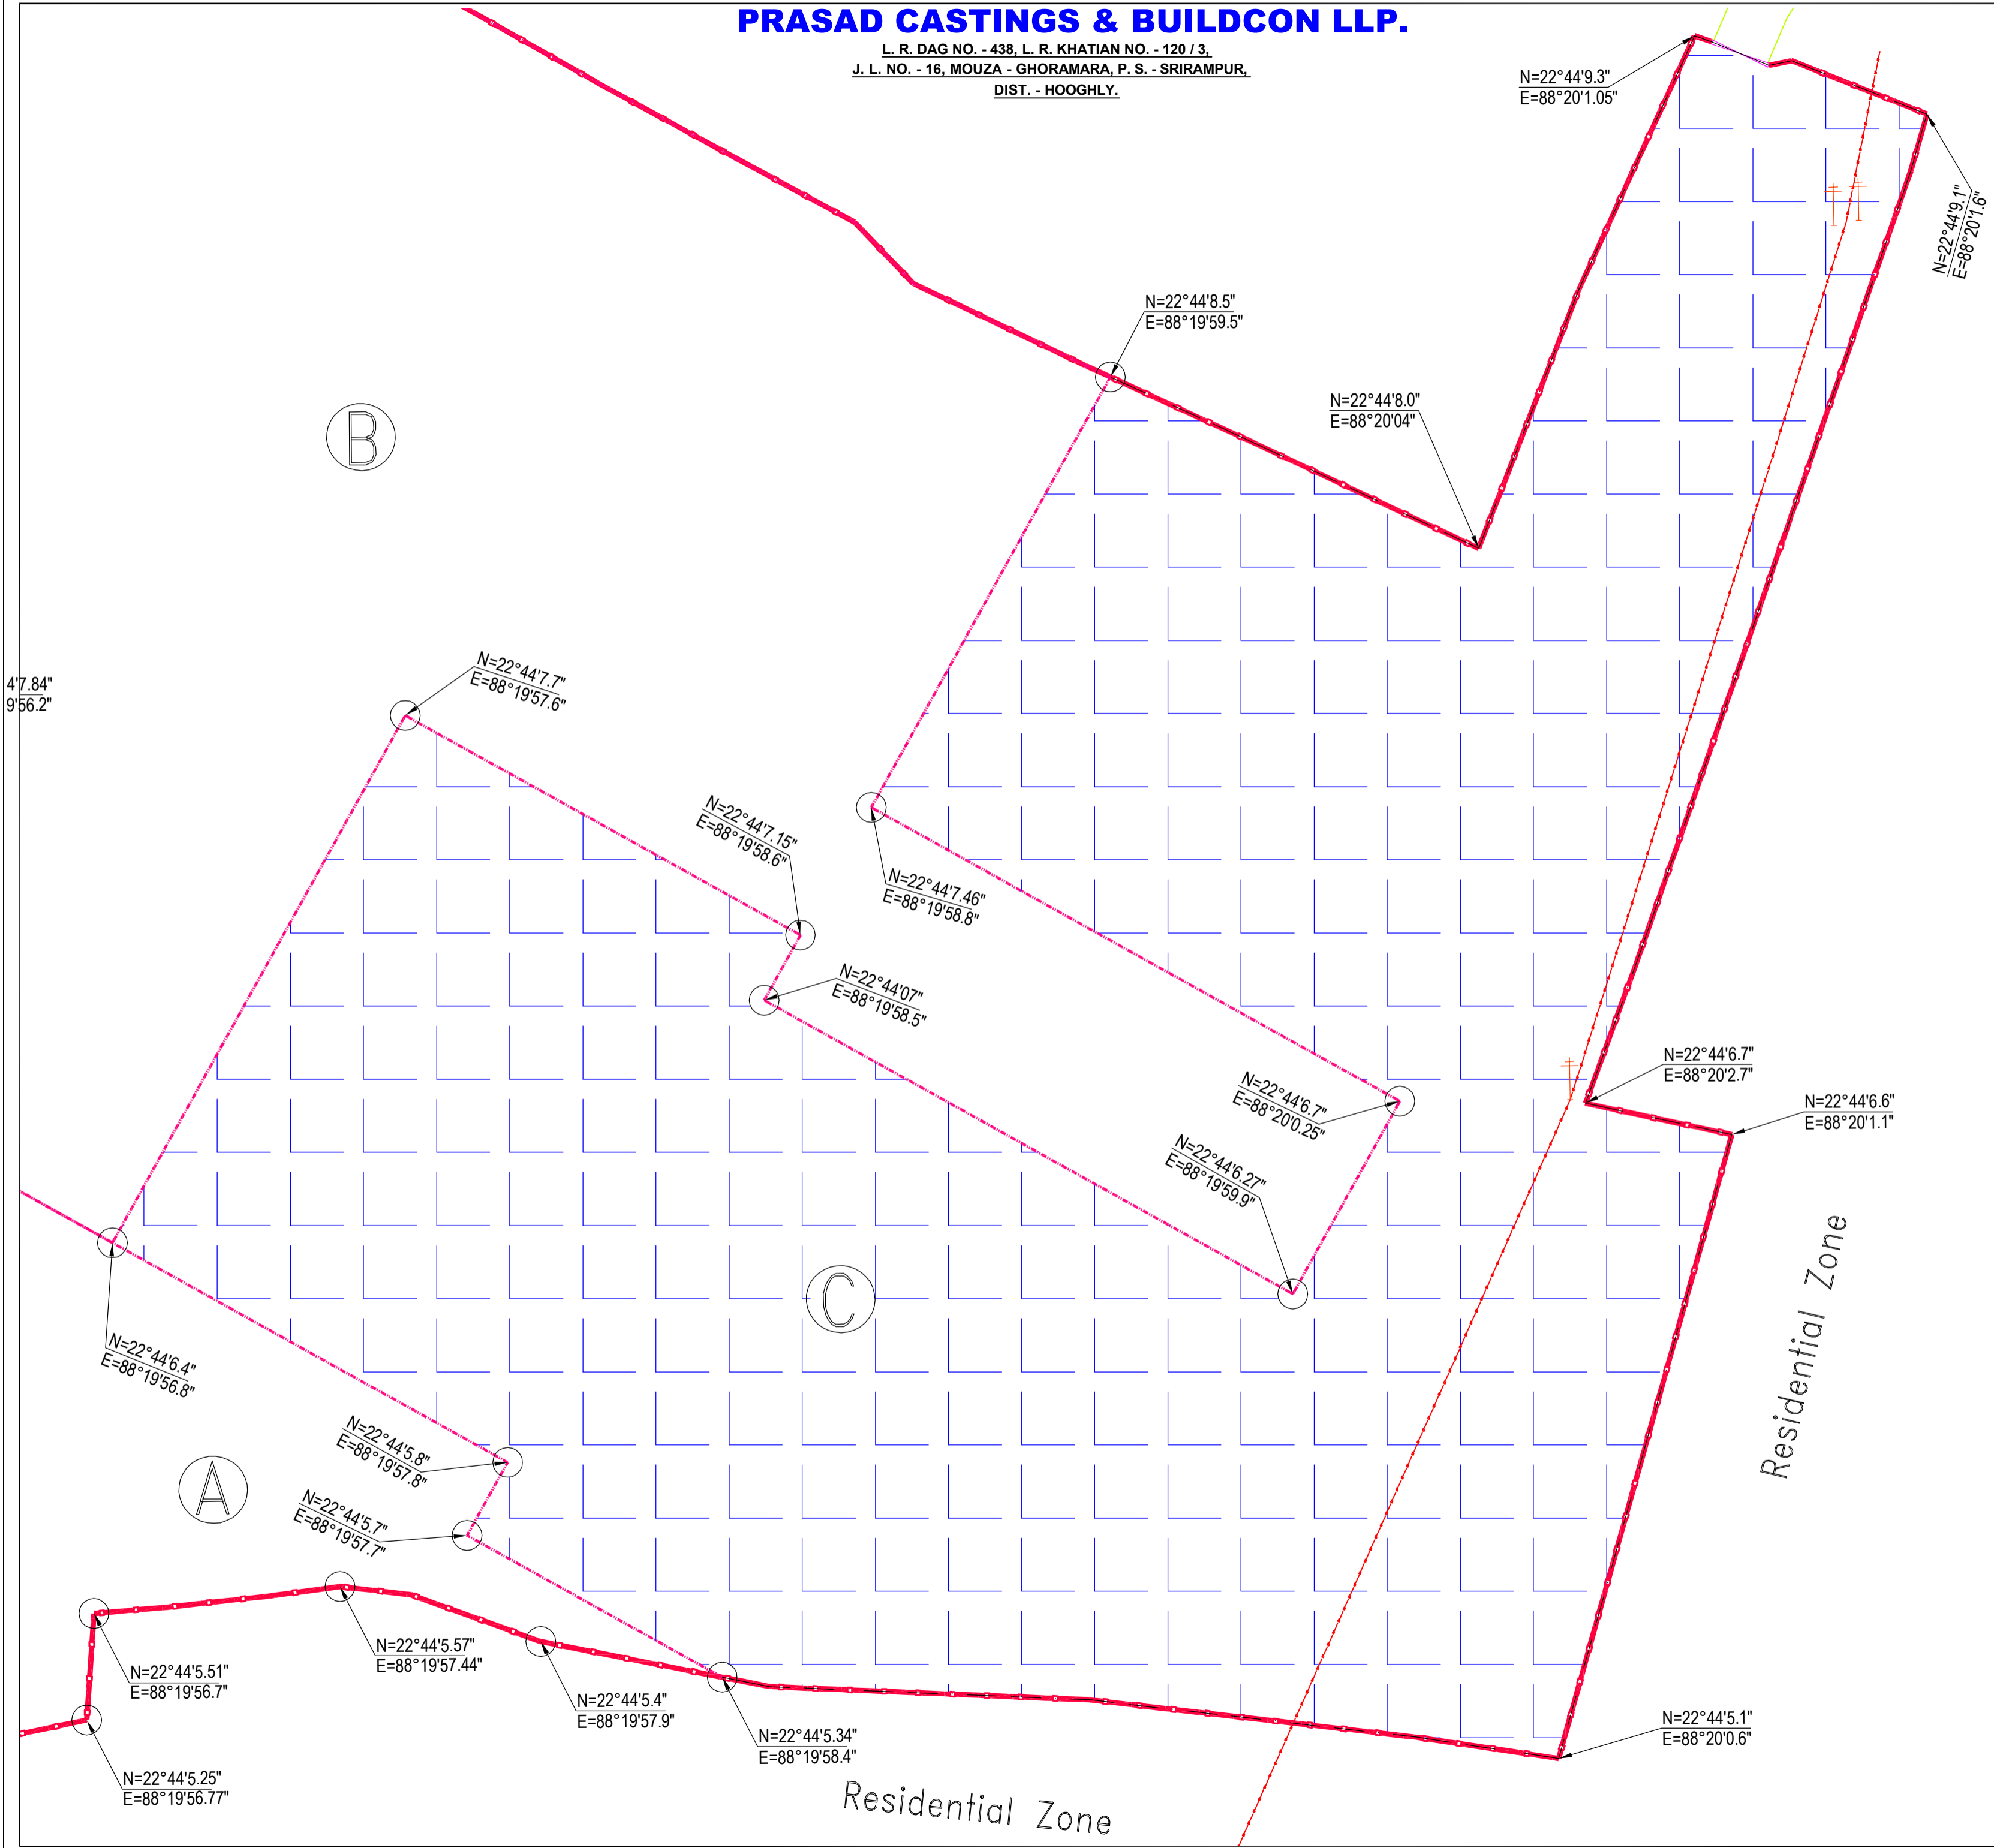 PRASAD CASTINGS & BUILDCON LLP.
L. R. DAG NO. - 438, L. R. KHATIAN NO. - 120 / 3,
J. L. NO. - 16, MOUZA - GHORAMARA, P. S. - SRIRAMPUR,
DIST. - HOOGHLY.
N=22°44'9.3"
E=88°20'1.05"
N=22°44'9.1"
E=88°20'1.6"
N=22°44'8.5"
E=88°19'59.5"
N=22°44'8.0"
E=88°20'04"
B
4'7.84"
9'56.2"
N=22°44'7.7"
E=88°19'57.6"
N=22°44'7.15"
E=88°19'58.6"
N=22°44'7.46"
E=88°19'58.8"
N=22°44'07"
E=88°19'58.5"
N=22°44'6.7"
E=88°20'2.7"
N=22°44'6.7"
E=88°20'0.25"
N=22°44'6.6"
E=88°20'1.1"
N=22°44'6.27"
E=88°19'59.9"
C
Residential Zone
N=22°44'6.4"
E=88°19'56.8"
N=22°44'5.8"
E=88°19'57.8"
A
N=22°44'5.7"
E=88°19'57.7"
N=22°44'5.57"
E=88°19'57.44"
N=22°44'5.51"
E=88°19'56.7"
N=22°44'5.4"
E=88°19'57.9"
N=22°44'5.34"
E=88°19'58.4"
N=22°44'5.1"
E=88°20'0.6"
N=22°44'5.25"
E=88°19'56.77"
Residential Zone